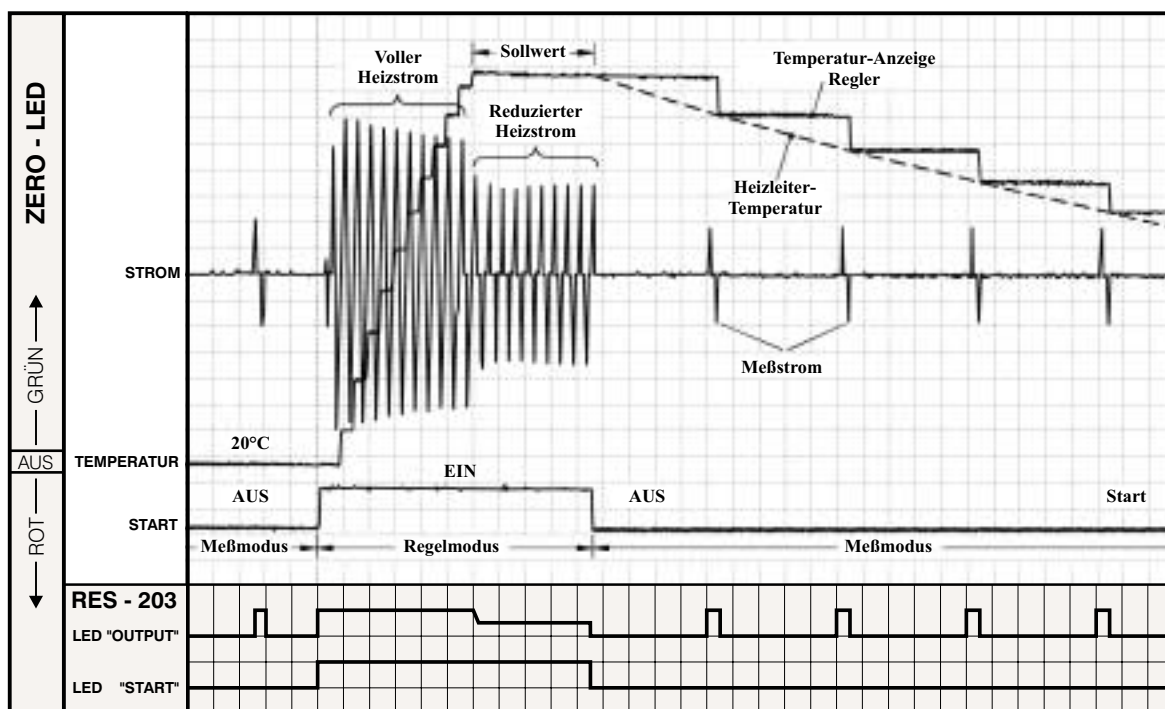 ZERO - LED
GRÜN
AUS
ROT
Sollwert
Voller
Heizstrom
Reduzierter
Heizstrom
Temperatur-Anzeige
Regler
Heizleiter-
Temperatur
STROM
Meßstrom
20°C
TEMPERATUR
EIN
AUS
AUS
Start
START
Meßmodus
Regelmodus
Meßmodus
RES - 203
LED "OUTPUT"
LED "START"